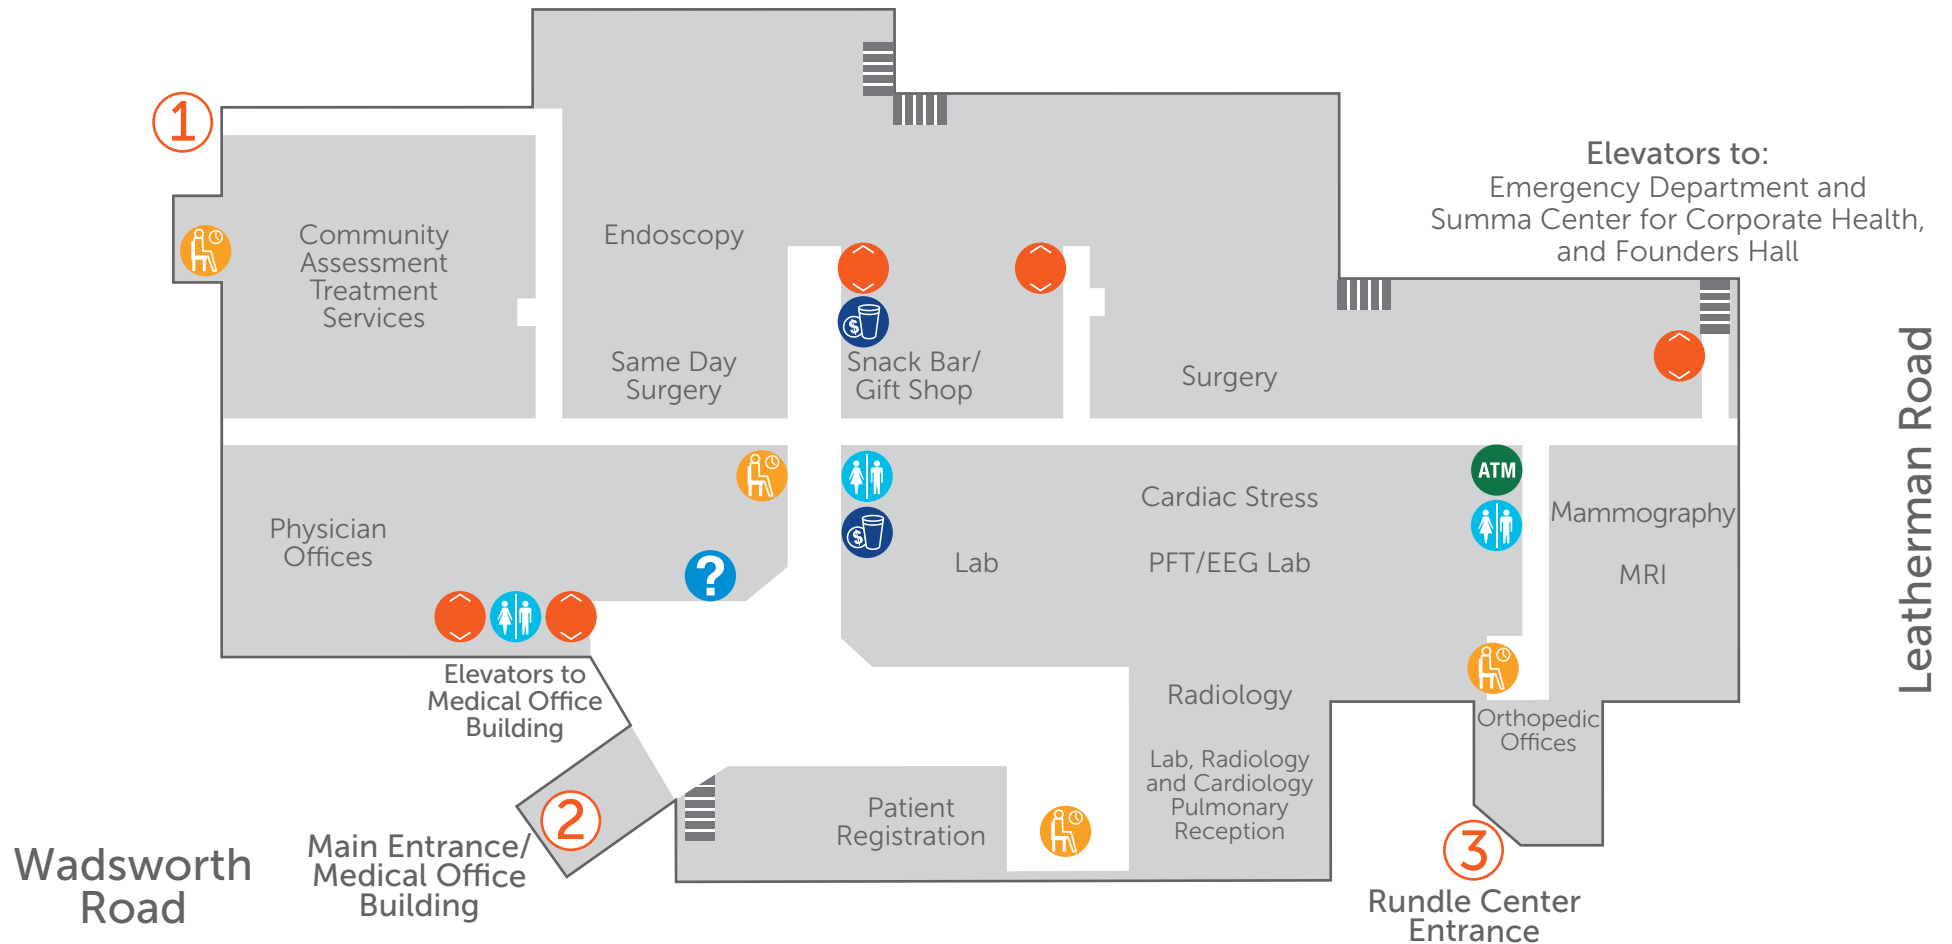 1
Elevators to:
Emergency Department and
Summa Center for Corporate Health,
and Founders Hall
Community
Assessment
Treatment
Services
Endoscopy
Same Day
Surgery
$
Snack Bar/
Gift Shop
Surgery
Leatherman Road
Physician
Offices
?
$
Lab
Cardiac Stress
PFT/EEG Lab
ATM
Mammography
MRI
Elevators to
Medical Office
Building
Radiology
Lab, Radiology
and Cardiology
Pulmonary
Reception
Orthopedic
Offices
Patient
Registration
2
Main Entrance/
Medical Office
Building
Wadsworth
Road
3
Rundle Center
Entrance